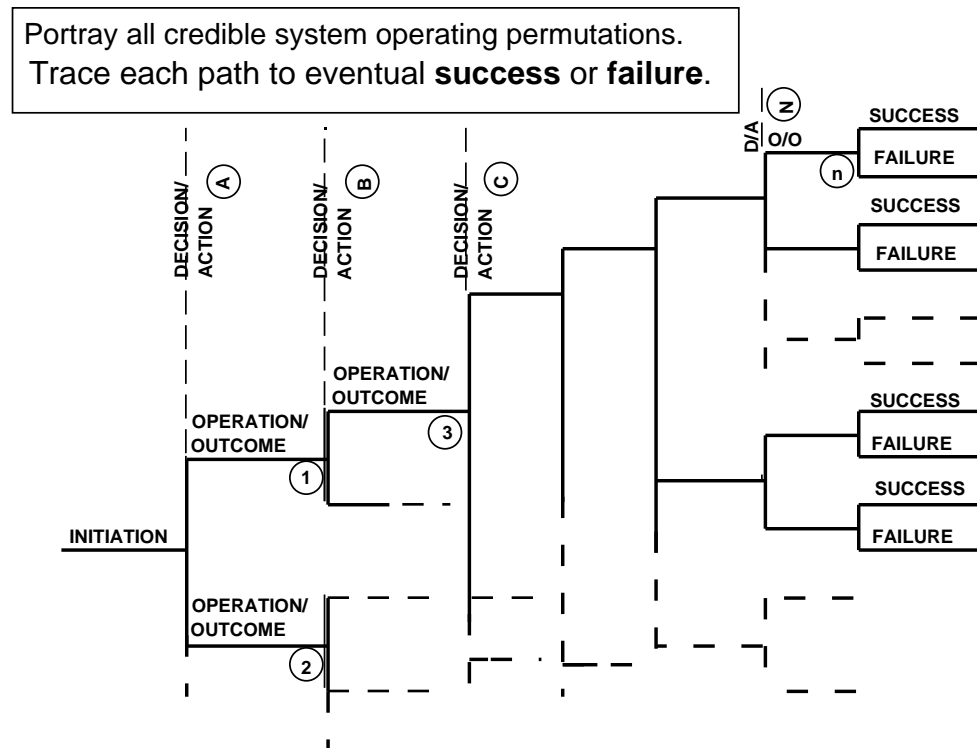 Portray all credible system operating permutations.
Trace each path to eventual success or failure.
DECISION/
ACTION
A
DECISION/
ACTION
B
DECISION/
ACTION
C
D/A
N
O/O
n
SUCCESS
FAILURE
SUCCESS
FAILURE
OPERATION/
OUTCOME
3
OPERATION/
OUTCOME
1
SUCCESS
FAILURE
SUCCESS
FAILURE
INITIATION
OPERATION/
OUTCOME
2